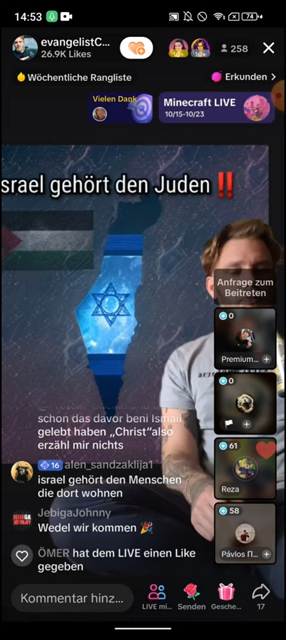 14:53
74
evangelistC...
26.9K Likes
258
Wöchentliche Rangliste
Erkunden >
Vielen Dank
Minecraft LIVE
10/15-10/23
srael gehört den Juden ‼️
Anfrage zum
Beitreten
0
Premium...
0
schon das davor beni Ismail
gelebt haben „Christ"also
erzähl mir nichts
16 alen_sandzaklija1
israel gehört den Menschen
die dort wohnen
61
Reza
JebigaJohnny
Wedel wir kommen 🎉
58
Pávlos Π...
ÖMER hat dem LIVE einen Like
gegeben
Kommentar hinz...
LIVE mi...
Senden
Gesche...
17